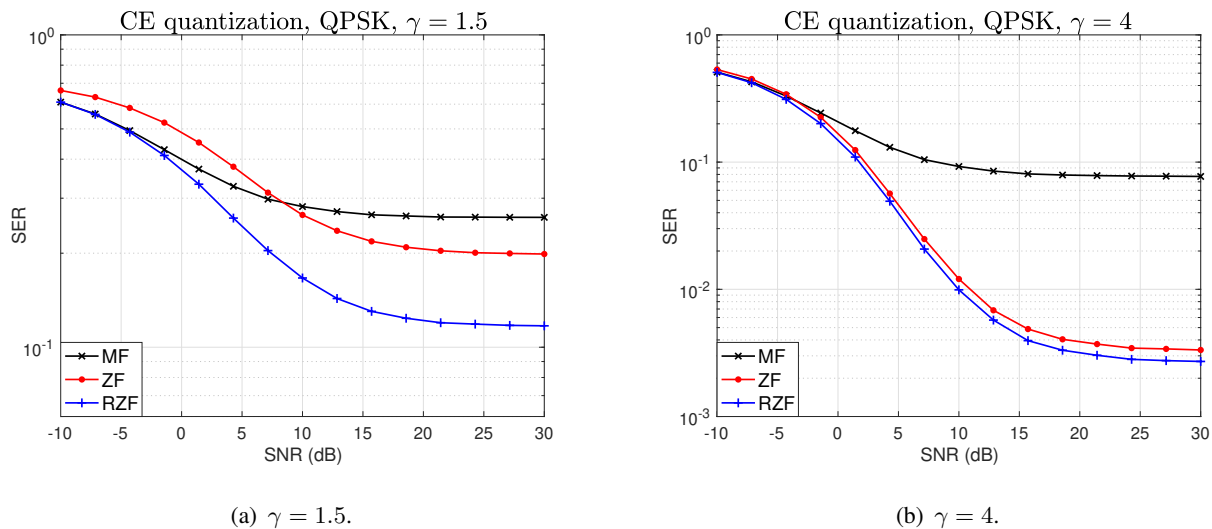 CE quantization, QPSK, γ = 1.5
10^0
10^-1
SER
-10 -5 0 5 10 15 20 25 30
SNR (dB)
MF
ZF
RZF
(a) γ = 1.5.
CE quantization, QPSK, γ = 4
10^0
10^-1
10^-2
10^-3
SER
-10 -5 0 5 10 15 20 25 30
SNR (dB)
MF
ZF
RZF
(b) γ = 4.